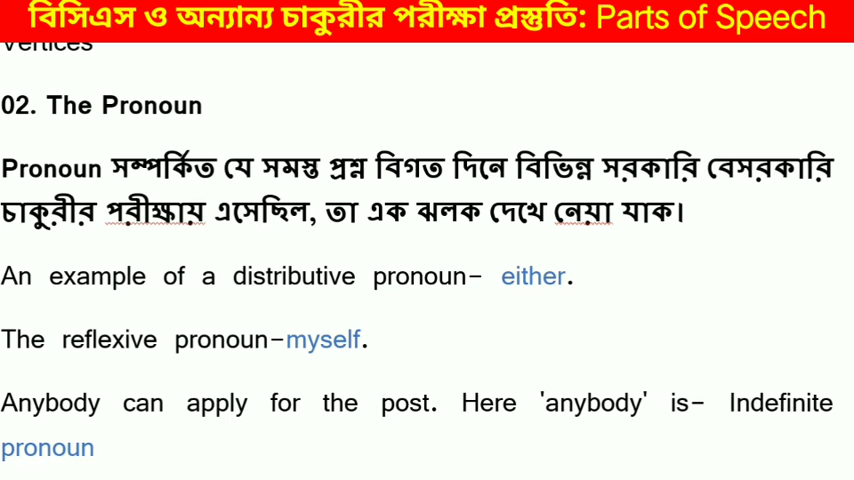 বিসিএস ও অন্যান্য চাকুরীর পরীক্ষা প্রস্তুতি: Parts of Speech
Vertices
02. The Pronoun
Pronoun সম্পর্কিত যে সমস্ত প্রশ্ন বিগত দিনে বিভিন্ন সরকারি বেসরকারি
চাকুরীর পরীক্ষায় এসেছিল, তা এক ঝলক দেখে নেয়া যাক।
An example of a distributive pronoun- either.
The reflexive pronoun-myself.
Anybody can apply for the post. Here 'anybody' is- Indefinite
pronoun